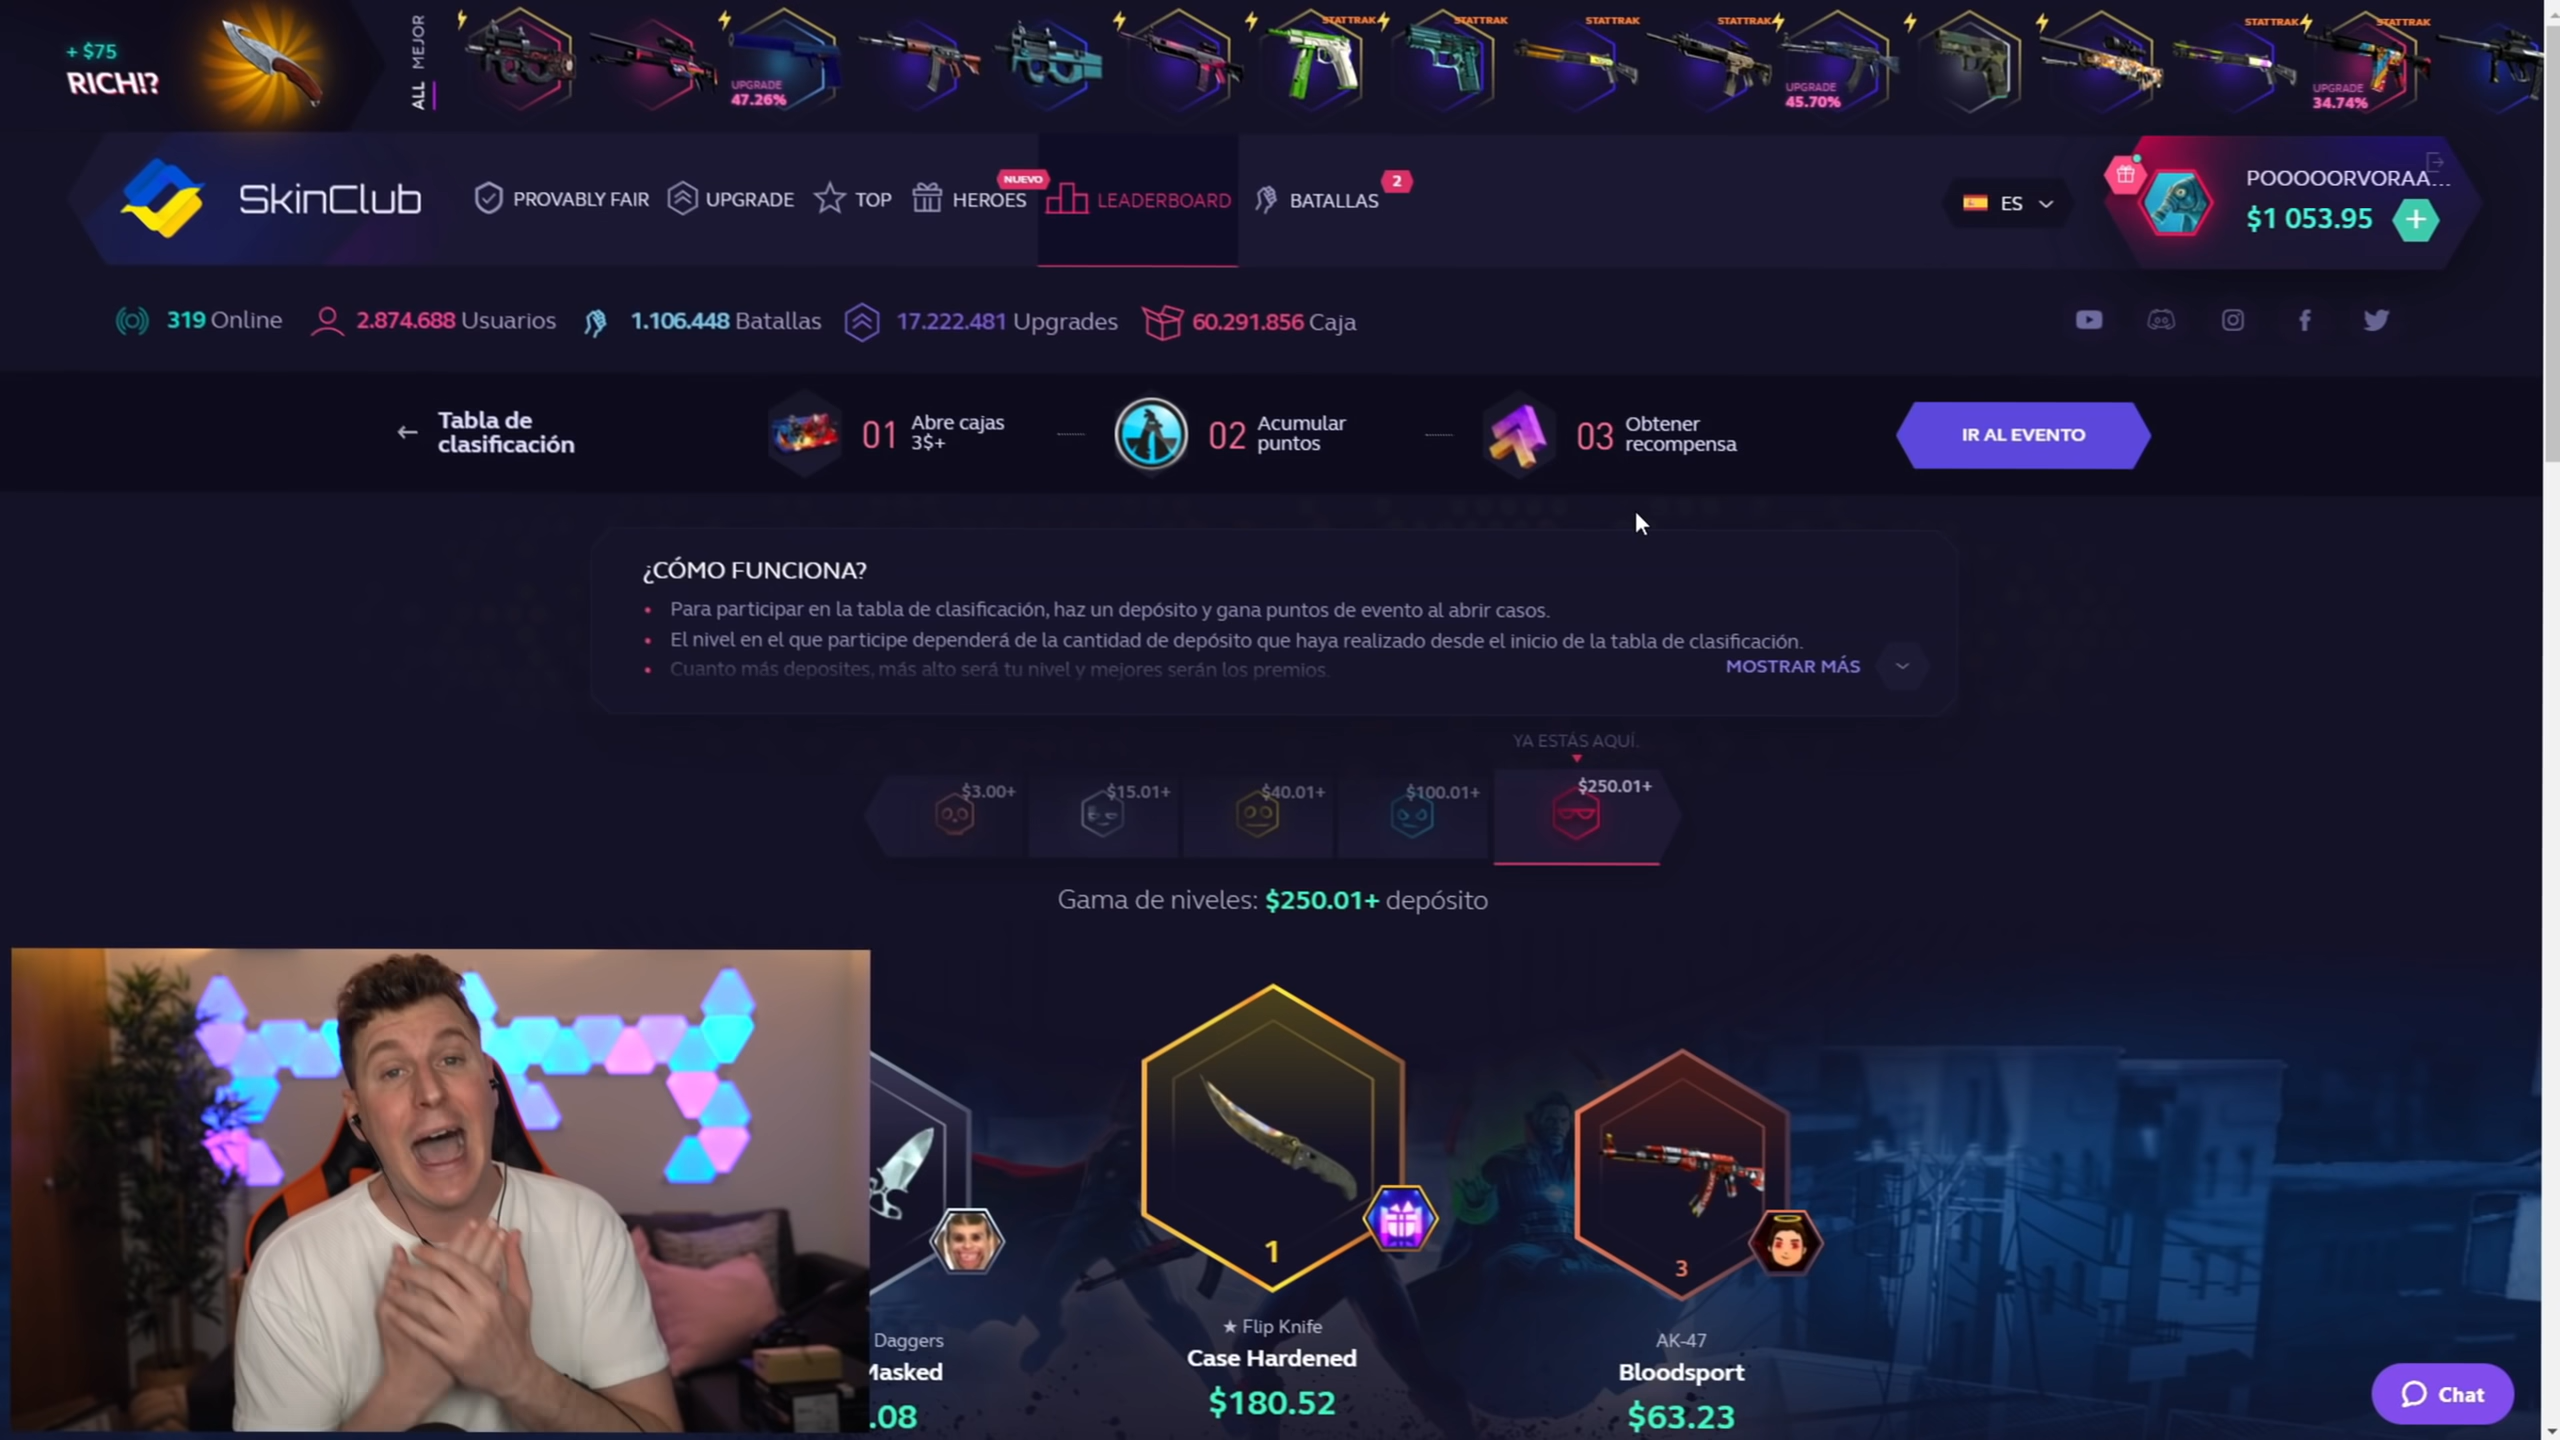 + $75
RICH!?
ALL MEJOR
UPGRADE
47.26%
STATTRAK
STATTRAK
STATTRAK
STATTRAK
UPGRADE
45.70%
STATTRAK
STATTRAK
UPGRADE
34.74%
SkinClub
PROVABLY FAIR
UPGRADE
TOP
HEROES
NUEVO
LEADERBOARD
BATALLAS
2
ES
POOOOORVORAA...
$1 053.95
+
319 Online
2.874.688 Usuarios
1.106.448 Batallas
17.222.481 Upgrades
60.291.856 Caja
Tabla de
clasificación
01 Abre cajas
3$+
02 Acumular
puntos
03 Obtener
recompensa
IR AL EVENTO
¿CÓMO FUNCIONA?
• Para participar en la tabla de clasificación, haz un depósito y gana puntos de evento al abrir casos.
• El nivel en el que participe dependerá de la cantidad de depósito que haya realizado desde el inicio de la tabla de clasificación.
• Cuanto más deposites, más alto será tu nivel y mejores serán los premios.
MOSTRAR MÁS
YA ESTÁS AQUÍ.
$3.00+
$15.01+
$40.01+
$100.01+
$250.01+
Gama de niveles: $250.01+ depósito
Daggers
Masked
.08
1
★ Flip Knife
Case Hardened
$180.52
3
AK-47
Bloodsport
$63.23
Chat